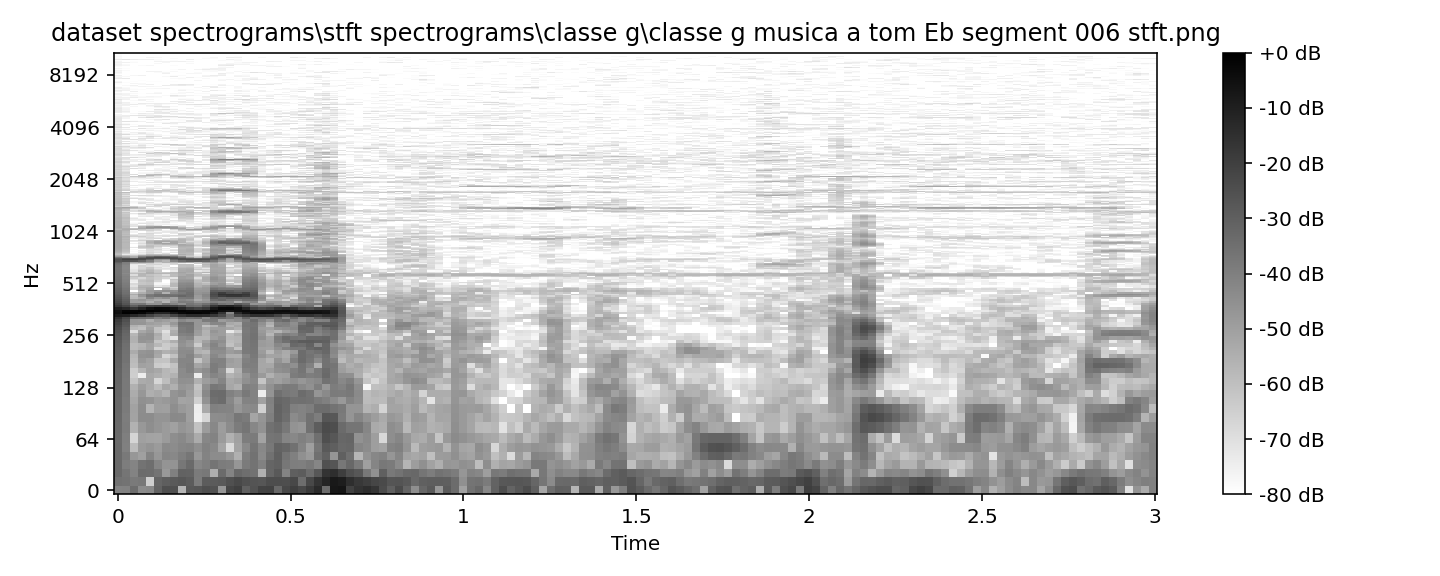 dataset spectrograms\stft spectrograms\classe g\classe g musica a tom Eb segment 006 stft.png
8192
4096
2048
1024
512
256
128
64
0
Hz
0
0.5
1
1.5
2
2.5
3
Time
+0 dB
-10 dB
-20 dB
-30 dB
-40 dB
-50 dB
-60 dB
-70 dB
-80 dB